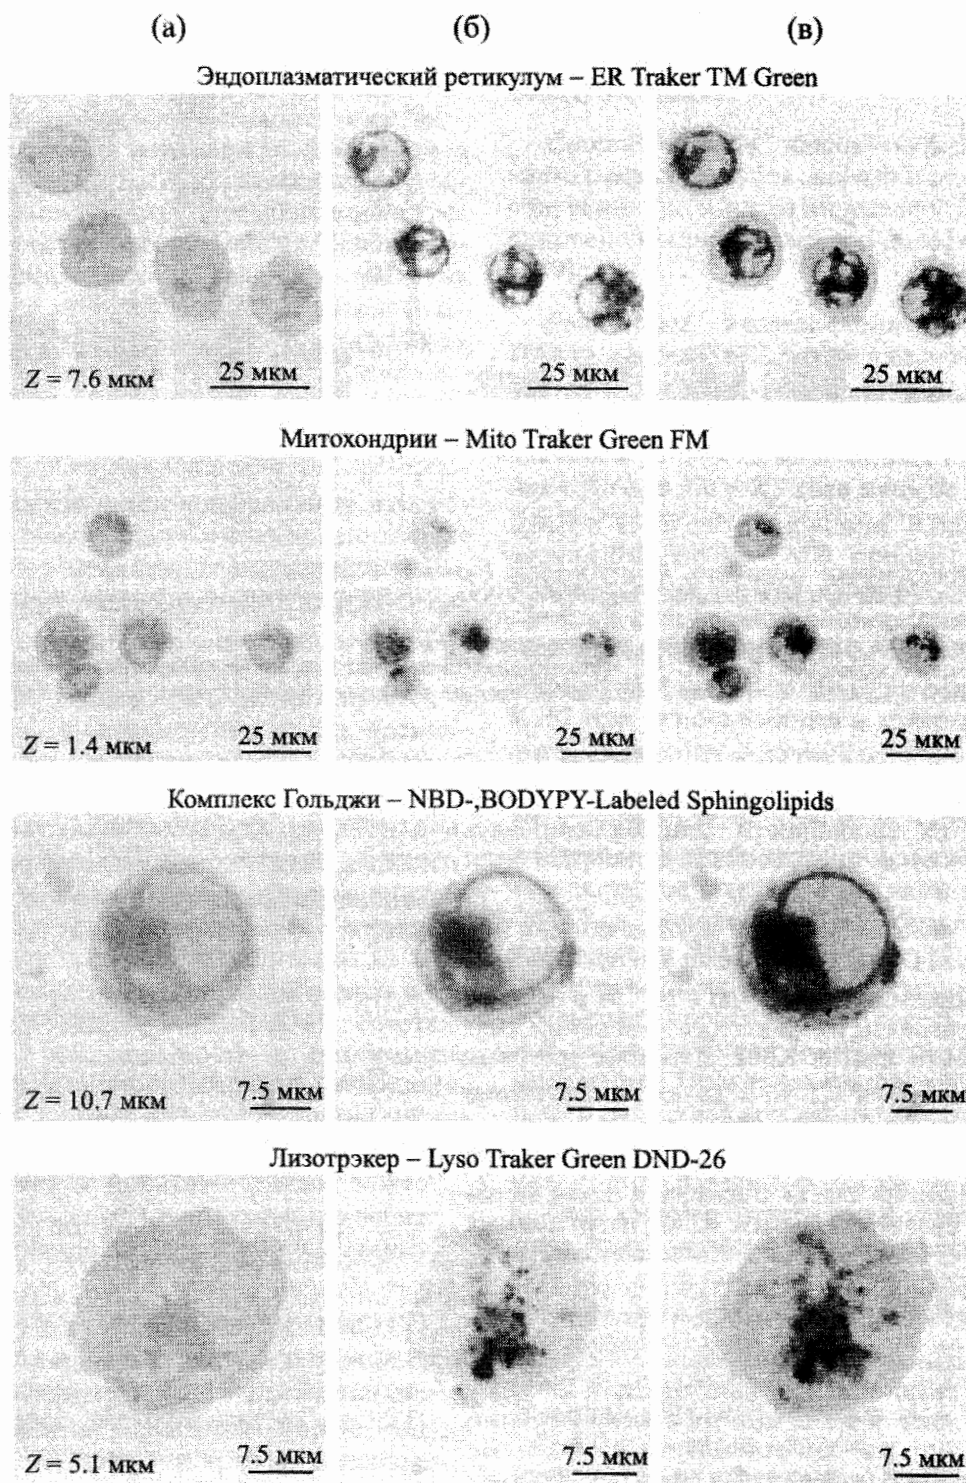 (а) (б) (в)
Эндоплазматический ретикулум – ER Traker TM Green
Z = 7.6 мкм 25 мкм 25 мкм 25 мкм
Митохондрии – Mito Traker Green FM
Z = 1.4 мкм 25 мкм 25 мкм 25 мкм
Комплекс Гольджи – NBD-,BODYPY-Labeled Sphingolipids
Z = 10.7 мкм 7.5 мкм 7.5 мкм 7.5 мкм
Лизотрэкер – Lyso Traker Green DND-26
Z = 5.1 мкм 7.5 мкм 7.5 мкм 7.5 мкм